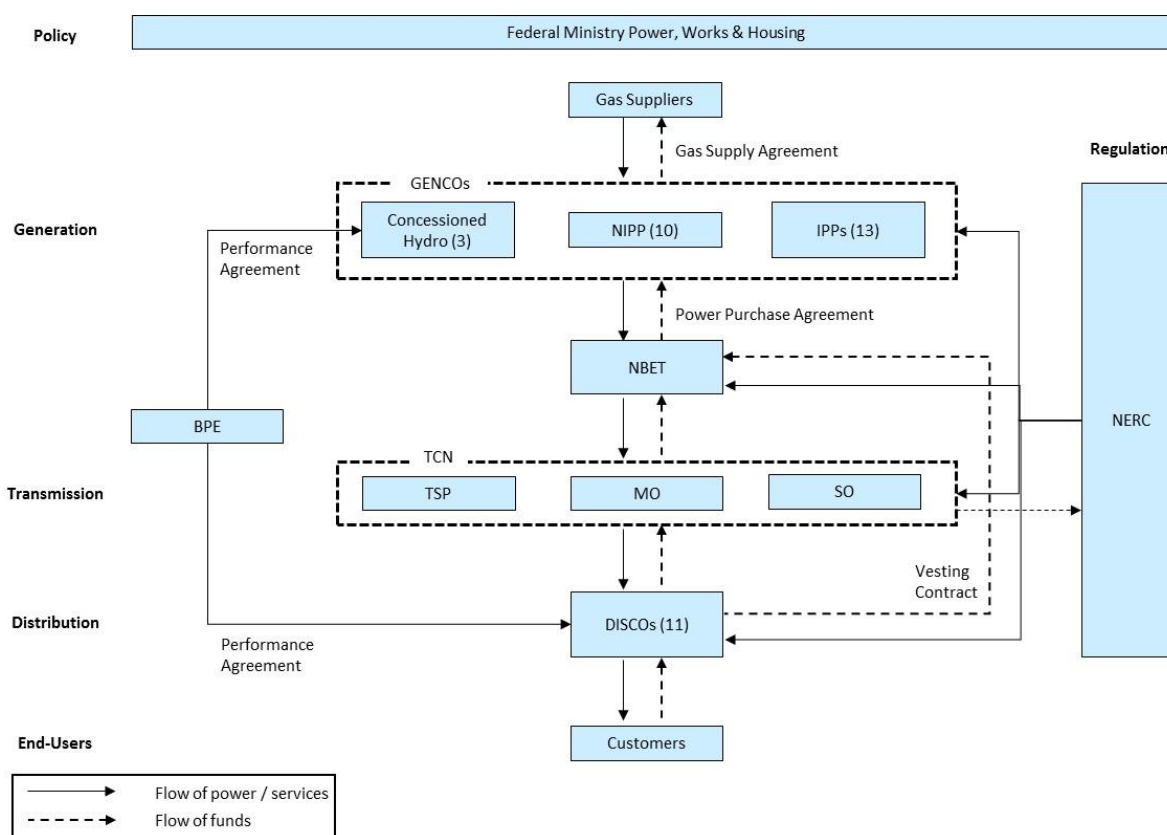 Policy
Federal Ministry Power, Works & Housing
Gas Suppliers
Gas Supply Agreement
Regulation
GENCOs
Generation
Concessioned
Hydro (3)
NIPP (10)
IPPs (13)
Performance
Agreement
Power Purchase Agreement
NBET
BPE
NERC
TCN
Transmission
TSP
MO
SO
Vesting
Contract
Distribution
DISCOs (11)
Performance
Agreement
End-Users
Customers
Flow of power / services
Flow of funds